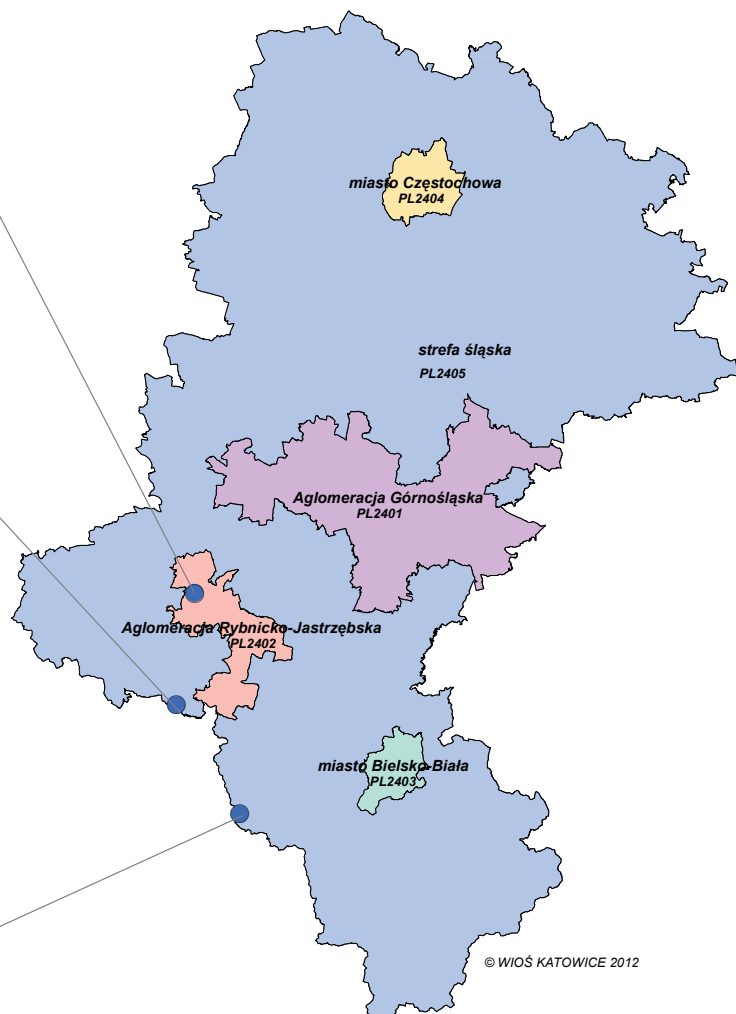 miasto Częstochowa
PL2404
strefa śląska
PL2405
Aglomeracja Górnośląska
PL2401
Aglomeracja Rybnicko-Jastrzębska
PL2402
miasto Bielsko-Biała
PL2403
© WIOŚ KATOWICE 2012